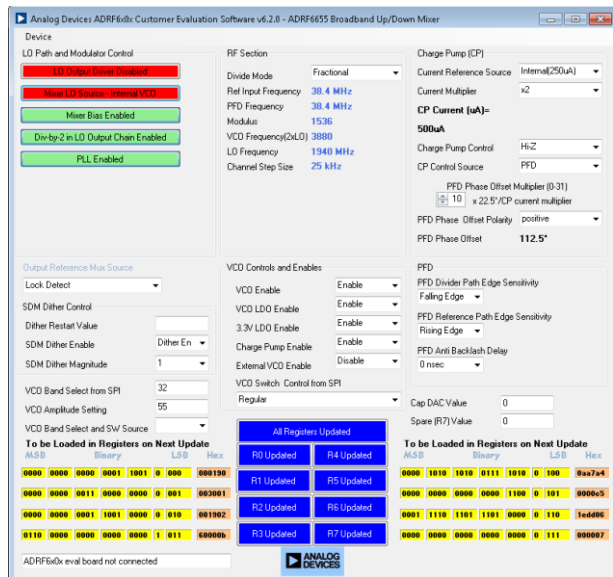 Analog Devices ADRF6x0x Customer Evaluation Software v6.2.0 - ADRF6655 Broadband Up/Down Mixer
Device
LO Path and Modulator Control
LO Output Driver Disabled
Mixer LO Source - Internal VCO
Mixer Bias Enabled
Div-by-2 in LO Output Chain Enabled
PLL Enabled
RF Section
Divide Mode Fractional
Ref Input Frequency 38.4 MHz
PFD Frequency 38.4 MHz
Modulus 1536
VCO Frequency(2xLO) 3880
LO Frequency 1940 MHz
Channel Step Size 25 kHz
Charge Pump (CP)
Current Reference Source Internal(250uA)
Current Multiplier x2
CP Current (uA)=
500uA
Charge Pump Control Hi-Z
CP Control Source PFD
PFD Phase Offset Multiplier (0-31)
10 x 22.5°/CP current multiplier
PFD Phase Offset Polarity positive
PFD Phase Offset 112.5°
Output Reference Mux Source
Lock Detect
SDM Dither Control
Dither Restart Value
SDM Dither Enable Dither En
SDM Dither Magnitude 1
VCO Band Select from SPI 32
VCO Amplitude Setting 55
VCO Band Select and SW Source
VCO Controls and Enables
VCO Enable Enable
VCO LDO Enable Enable
3.3V LDO Enable Enable
Charge Pump Enable Enable
External VCO Enable Disable
VCO Switch Control from SPI
Regular
PFD
PFD Divider Path Edge Sensitivity
Falling Edge
PFD Reference Path Edge Sensitivity
Rising Edge
PFD Anti Backlash Delay
0 nsec
Cap DAC Value 0
Spare (R7) Value 0
To be Loaded in Registers on Next Update
MSB Binary LSB Hex
0000 0000 0000 0001 1001 0 000 000190
0000 0000 0011 0000 0000 0 001 003001
0000 0000 0001 1001 0000 0 010 001902
0110 0000 0000 0000 0000 1 011 60000b
All Registers Updated
R0 Updated R4 Updated
R1 Updated R5 Updated
R2 Updated R6 Updated
R3 Updated R7 Updated
To be Loaded in Registers on Next Update
MSB Binary LSB Hex
0000 1010 1010 0111 1010 0 100 0aa7a4
0000 0000 0000 0000 1100 0 101 0000c5
0001 1110 1101 1101 0000 0 110 1edd06
0000 0000 0000 0000 0000 0 111 000007
ADRF6x0x eval board not connected
ANALOG
DEVICES